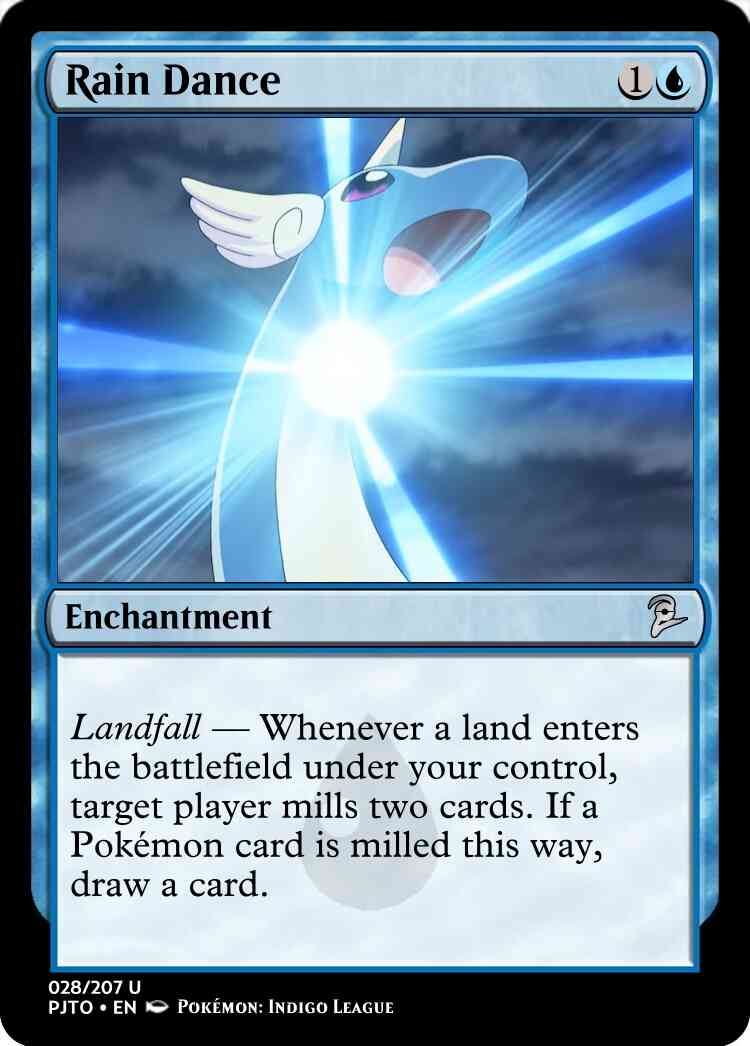 Rain Dance 1
Enchantment
Landfall — Whenever a land enters
the battlefield under your control,
target player mills two cards. If a
Pokémon card is milled this way,
draw a card.
028/207 U
PJTO • EN Pokémon: Indigo League